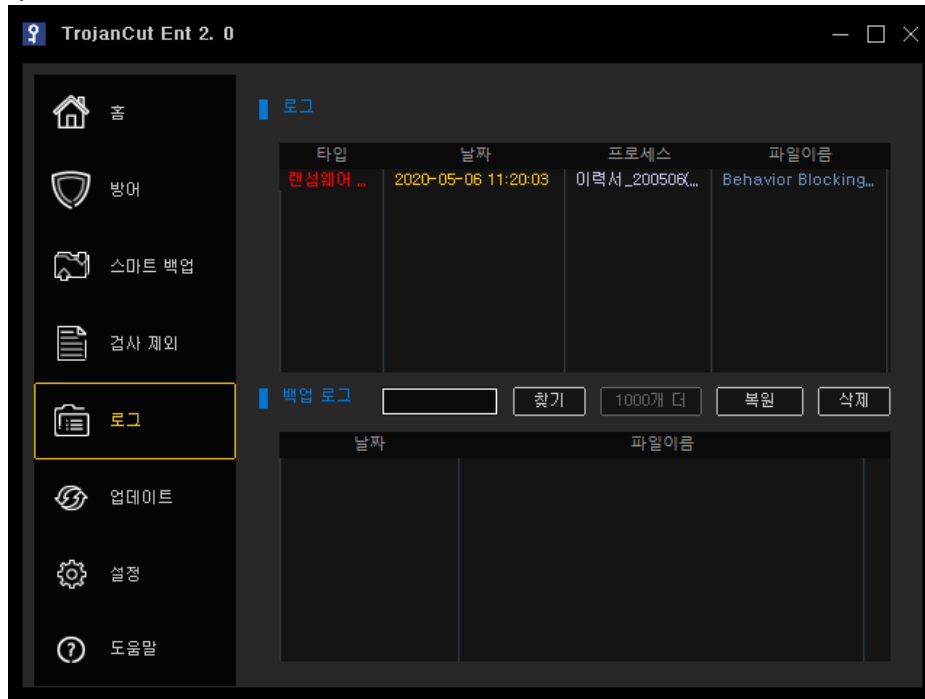 TrojanCut Ent 2. 0
홈
방어
스마트 백업
검사 제외
로그
업데이트
설정
도움말
로그
타입 날짜 프로세스 파일이름
랜섬웨어 ... 2020-05-06 11:20:03 이력서_200506(... Behavior Blocking...
백업 로그 찾기 1000개 더 복원 삭제
날짜 파일이름